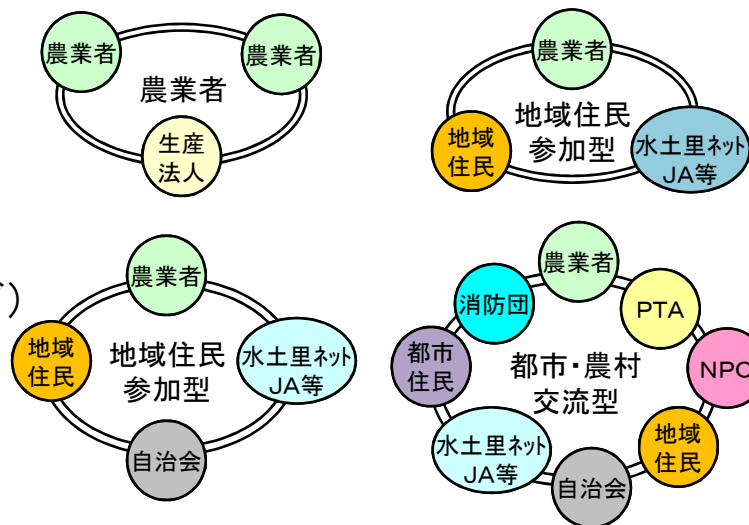 農業者
農業者
農業者
生産
法人
農業者
地域住民
参加型
地域
住民
水土里ネット
JA等
農業者
地域
住民
地域住民
参加型
水土里ネット
JA等
自治会
農業者
消防団
PTA
都市
住民
都市・農村
交流型
NPO
水土里ネット
JA等
地域
住民
自治会